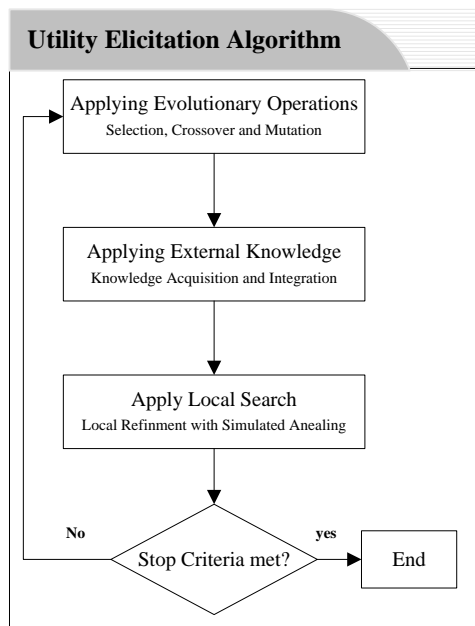 Utility Elicitation Algorithm
Applying Evolutionary Operations
Selection, Crossover and Mutation
Applying External Knowledge
Knowledge Acquisition and Integration
Apply Local Search
Local Refinment with Simulated Anealing
No
yes
Stop Criteria met?
End